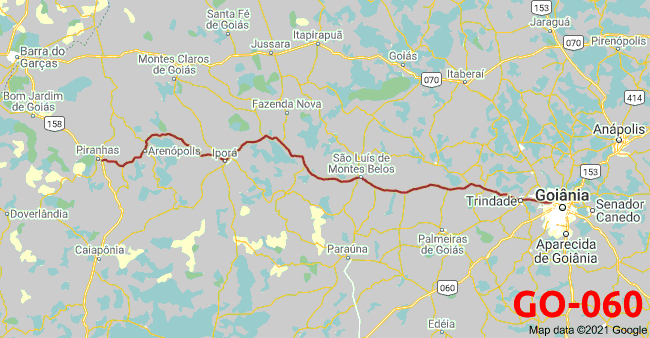 153
Santa Fé
de Goiás
Jaraguá
Itapirapuã
070
Pirenópolis
Barra do
Garças
Jussara
Montes Claros
de Goiás
Goiás
070
Itaberaí
Bom Jardim
de Goiás
Fazenda Nova
414
158
Anápolis
Piranhas
Arenópolis
Iporá
São Luís de
Montes Belos
153
Trindade
Goiânia
Senador
Canedo
Doverlândia
Caiapônia
Paraúna
Palmeiras
de Goiás
Aparecida
de Goiânia
060
GO-060
Edéia
Map data ©2021 Google